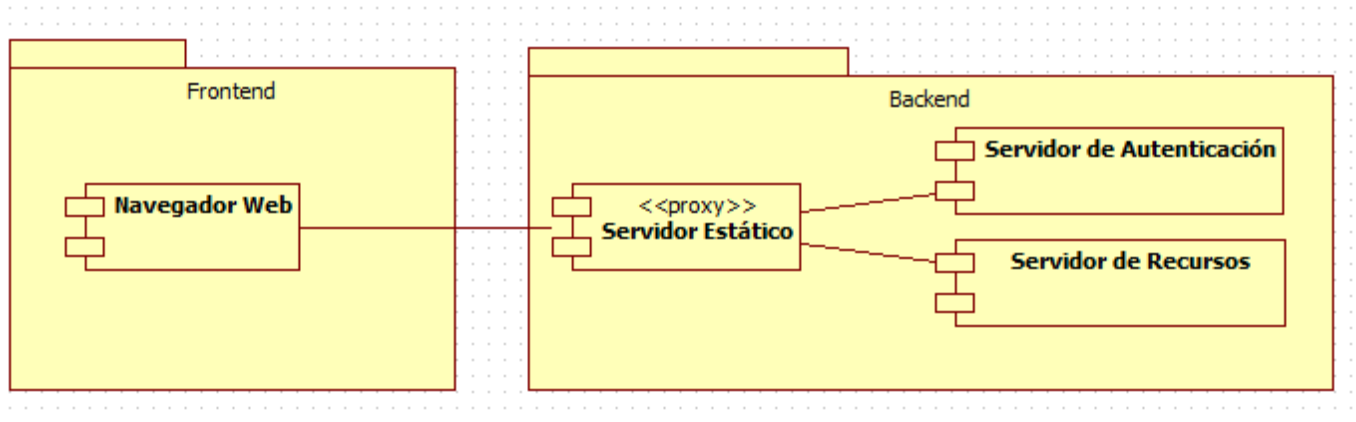 Frontend
Navegador Web
Backend
<<proxy>>
Servidor Estático
Servidor de Autenticación
Servidor de Recursos